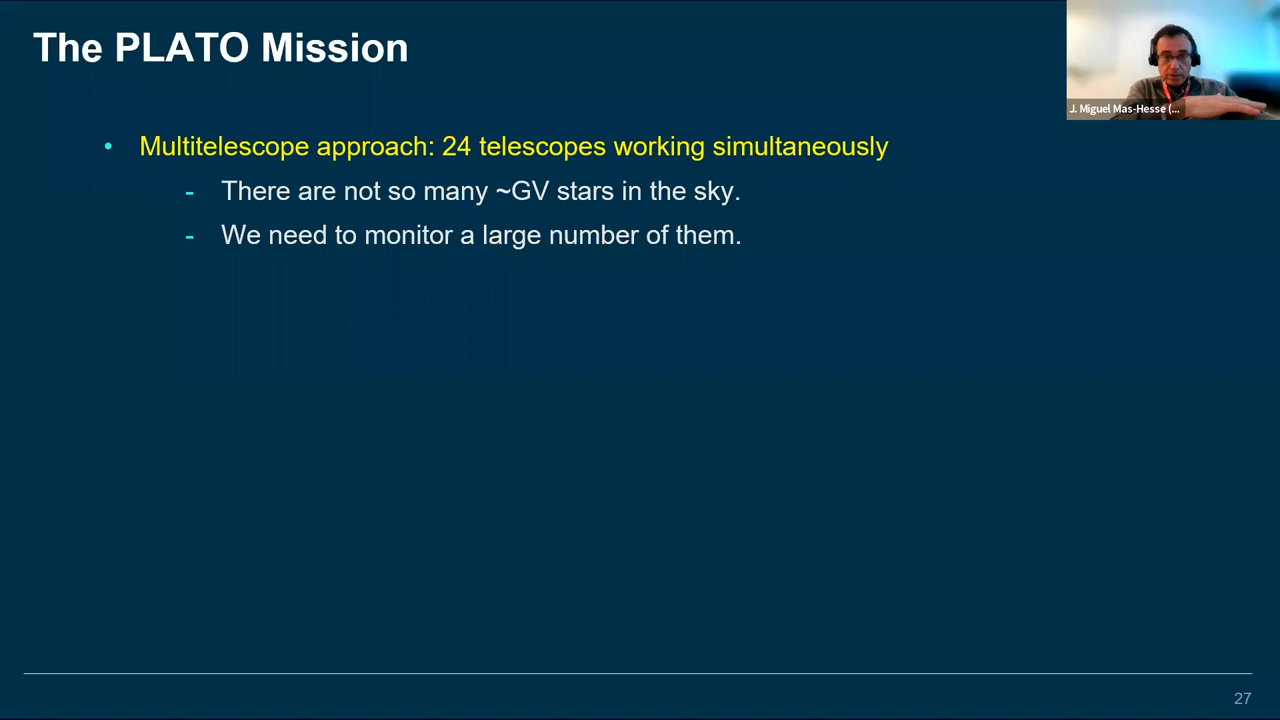 The PLATO Mission
J. Miguel Mas-Hesse (...
• Multitelescope approach: 24 telescopes working simultaneously
- There are not so many ~GV stars in the sky.
- We need to monitor a large number of them.
27